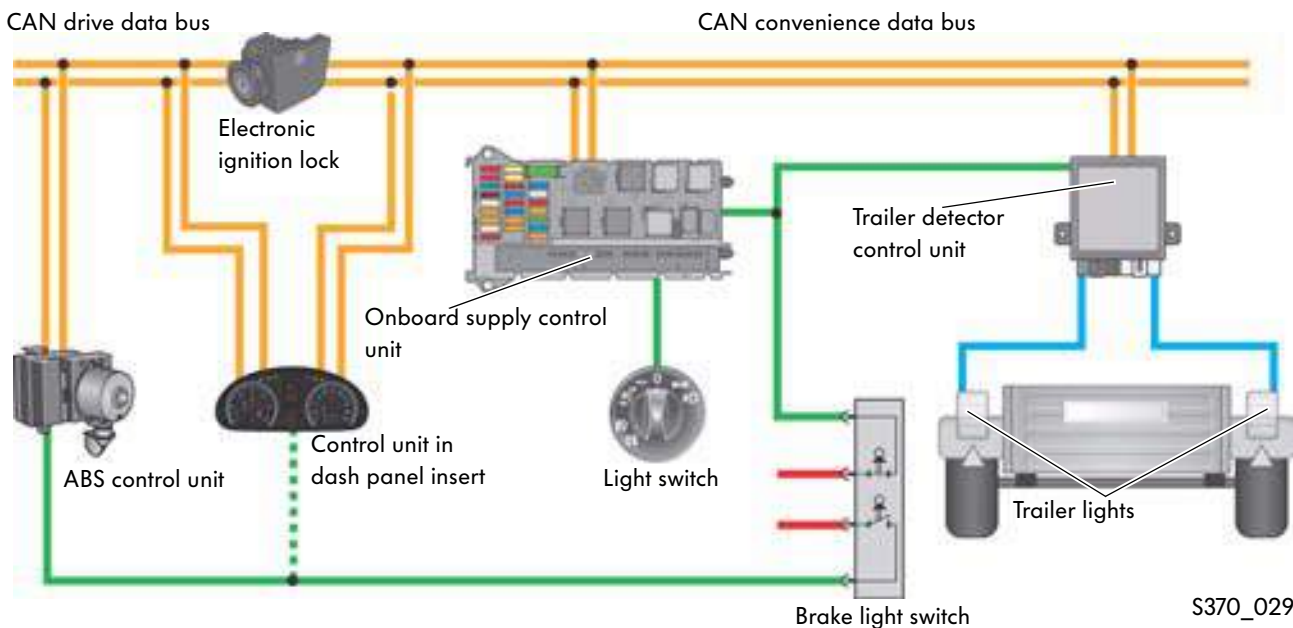 CAN drive data bus
CAN convenience data bus
Electronic
ignition lock
Trailer detector
control unit
Onboard supply control
unit
ABS control unit
Control unit in
dash panel insert
Light switch
Trailer lights
Brake light switch
S370_029